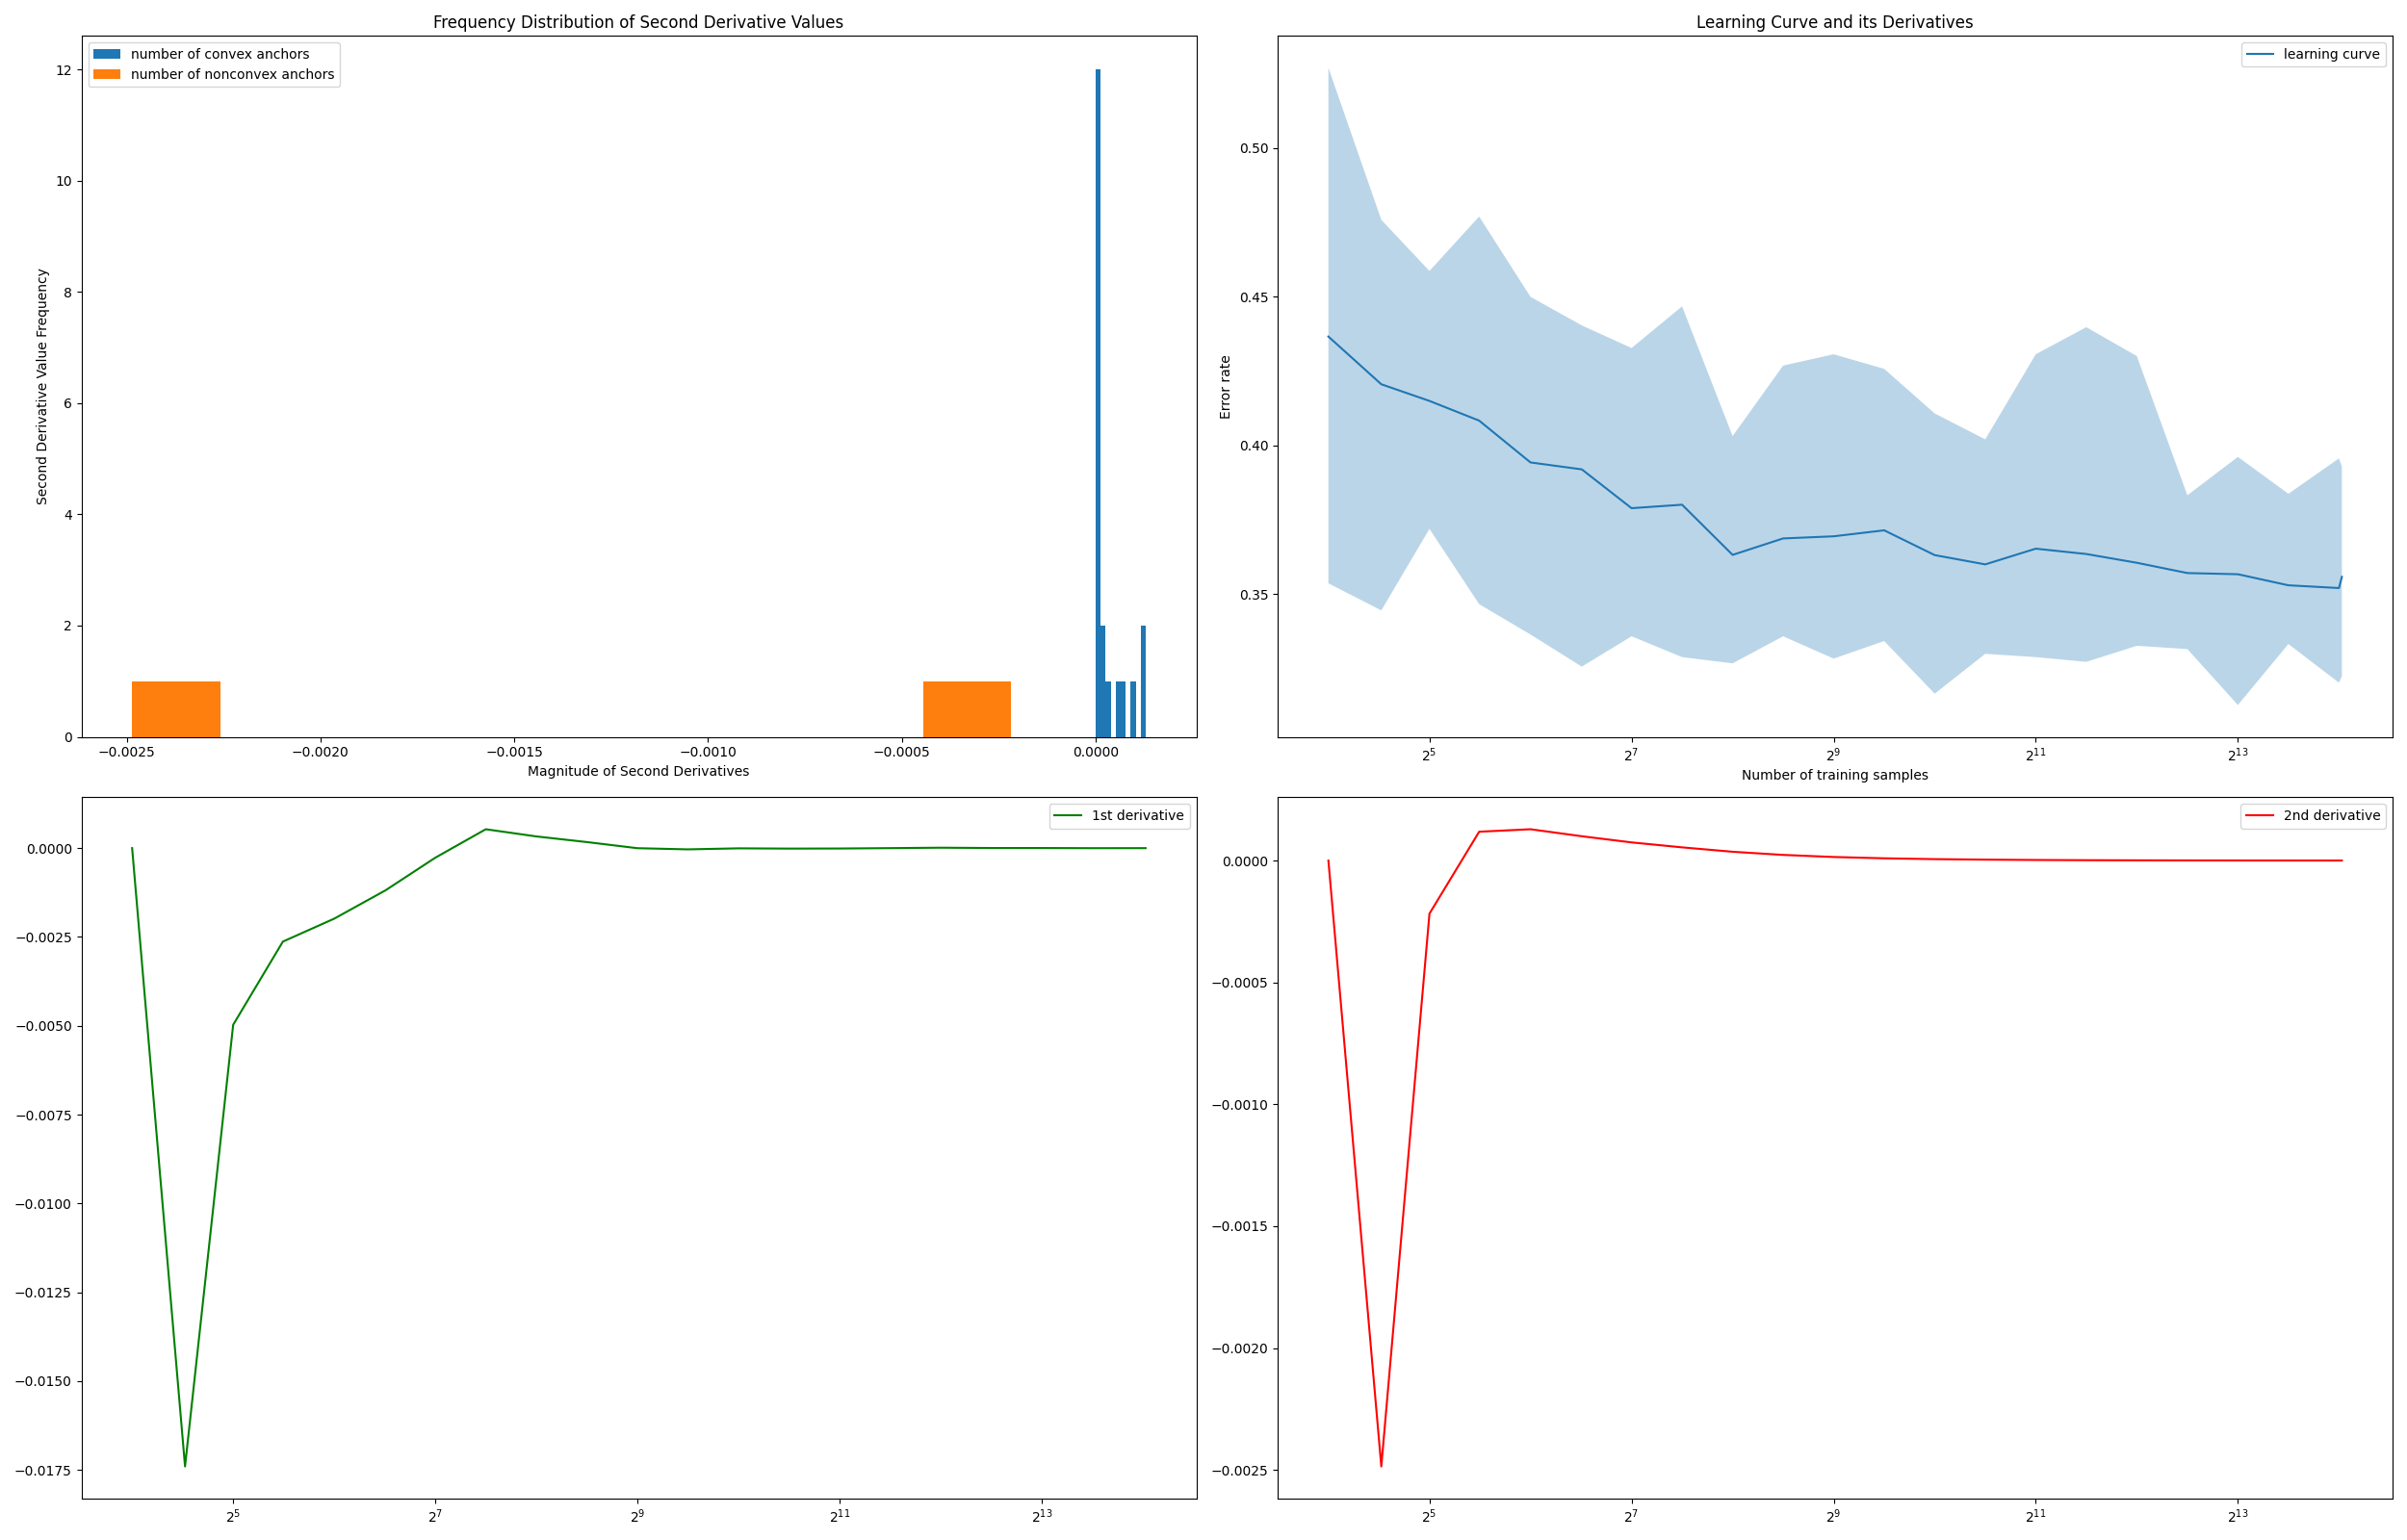 Frequency Distribution of Second Derivative Values
number of convex anchors
number of nonconvex anchors
Second Derivative Value Frequency
12
10
8
6
4
2
0
−0.0025 −0.0020 −0.0015 −0.0010 −0.0005 0.0000
Magnitude of Second Derivatives
Learning Curve and its Derivatives
learning curve
Error rate
0.50
0.45
0.40
0.35
2^5 2^7 2^9 2^11 2^13
Number of training samples
1st derivative
0.0000
−0.0025
−0.0050
−0.0075
−0.0100
−0.0125
−0.0150
−0.0175
2^5 2^7 2^9 2^11 2^13
2nd derivative
0.0000
−0.0005
−0.0010
−0.0015
−0.0020
−0.0025
2^5 2^7 2^9 2^11 2^13